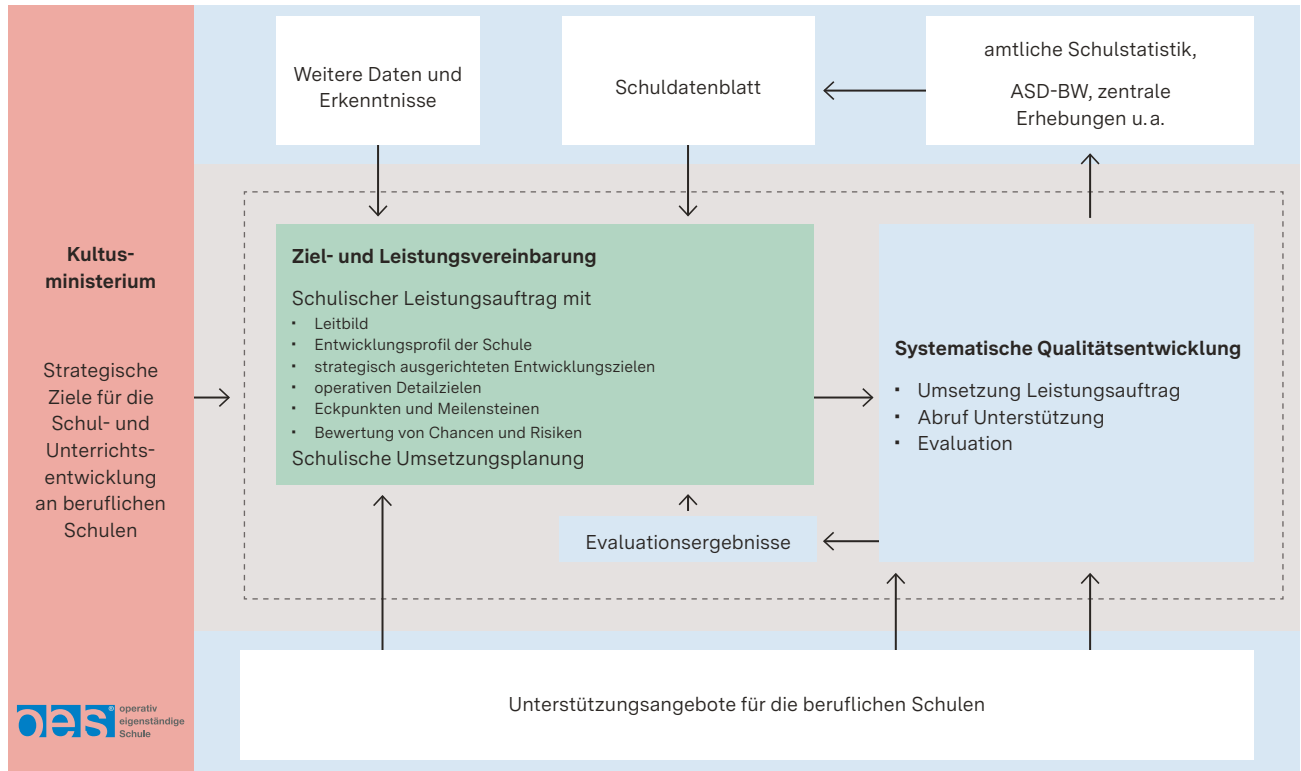 Weitere Daten und
Erkenntnisse
Schuldatenblatt
amtliche Schulstatistik,
ASD-BW, zentrale
Erhebungen u. a.
Kultus-
ministerium
Strategische
Ziele für die
Schul- und
Unterrichts-
entwicklung
an beruflichen
Schulen
Ziel- und Leistungsvereinbarung
Schulischer Leistungsauftrag mit
▪ Leitbild
▪ Entwicklungsprofil der Schule
▪ strategisch ausgerichteten Entwicklungszielen
▪ operativen Detailzielen
▪ Eckpunkten und Meilensteinen
▪ Bewertung von Chancen und Risiken
Schulische Umsetzungsplanung
Systematische Qualitätsentwicklung
▪ Umsetzung Leistungsauftrag
▪ Abruf Unterstützung
▪ Evaluation
Evaluationsergebnisse
Unterstützungsangebote für die beruflichen Schulen
oes®
operativ
eigenständige
Schule